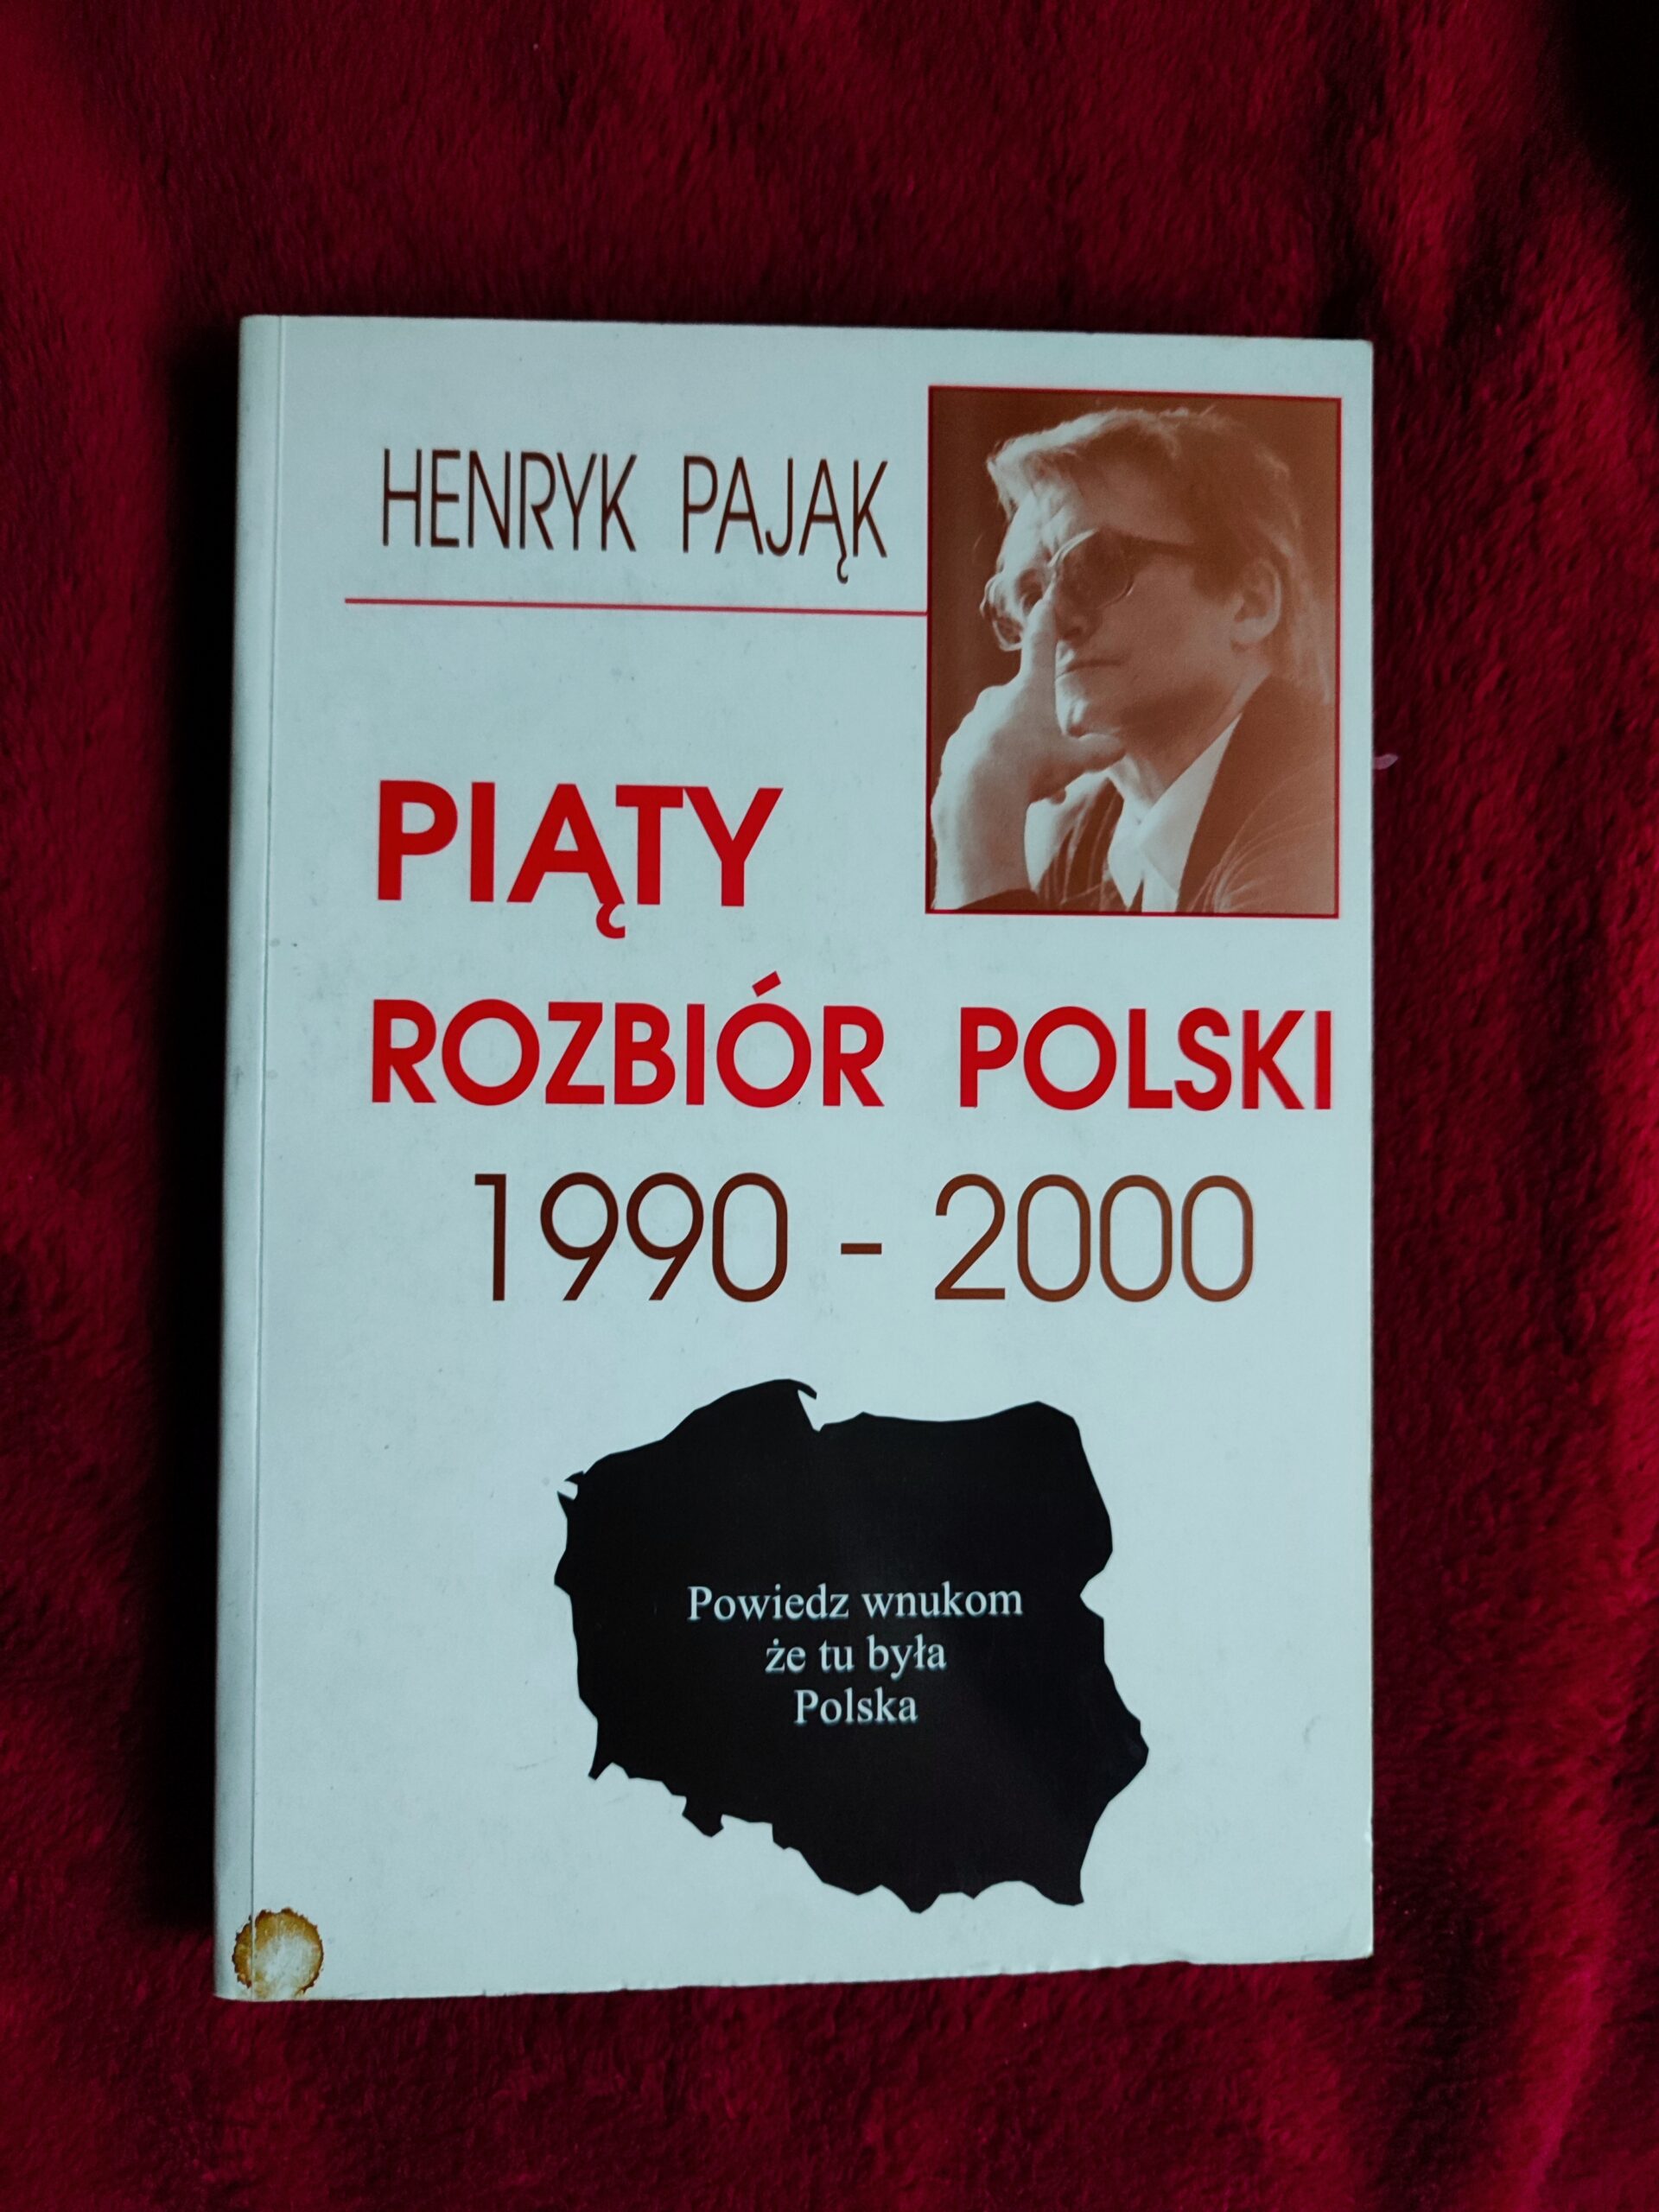 HENRYK PAJĄK
PIĄTY
ROZBIÓR POLSKI
1990 - 2000
Powiedz wnukom
że tu była
Polska